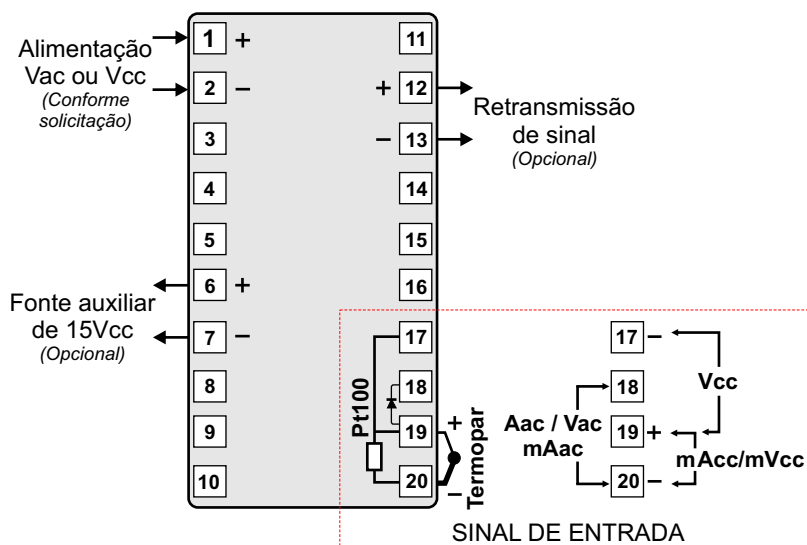 Alimentação
Vac ou Vcc
(Conforme
solicitação)
1 +
2 –
3
4
5
6 +
7 –
8
9
10
Fonte auxiliar
de 15Vcc
(Opcional)
11
+ 12
– 13
14
15
16
17
18
19
20
Retransmissão
de sinal
(Opcional)
Pt100
+
–
Termopar
17 –
18
19 +
20 –
Vcc
Aac / Vac
mAac
mAcc/mVcc
SINAL DE ENTRADA